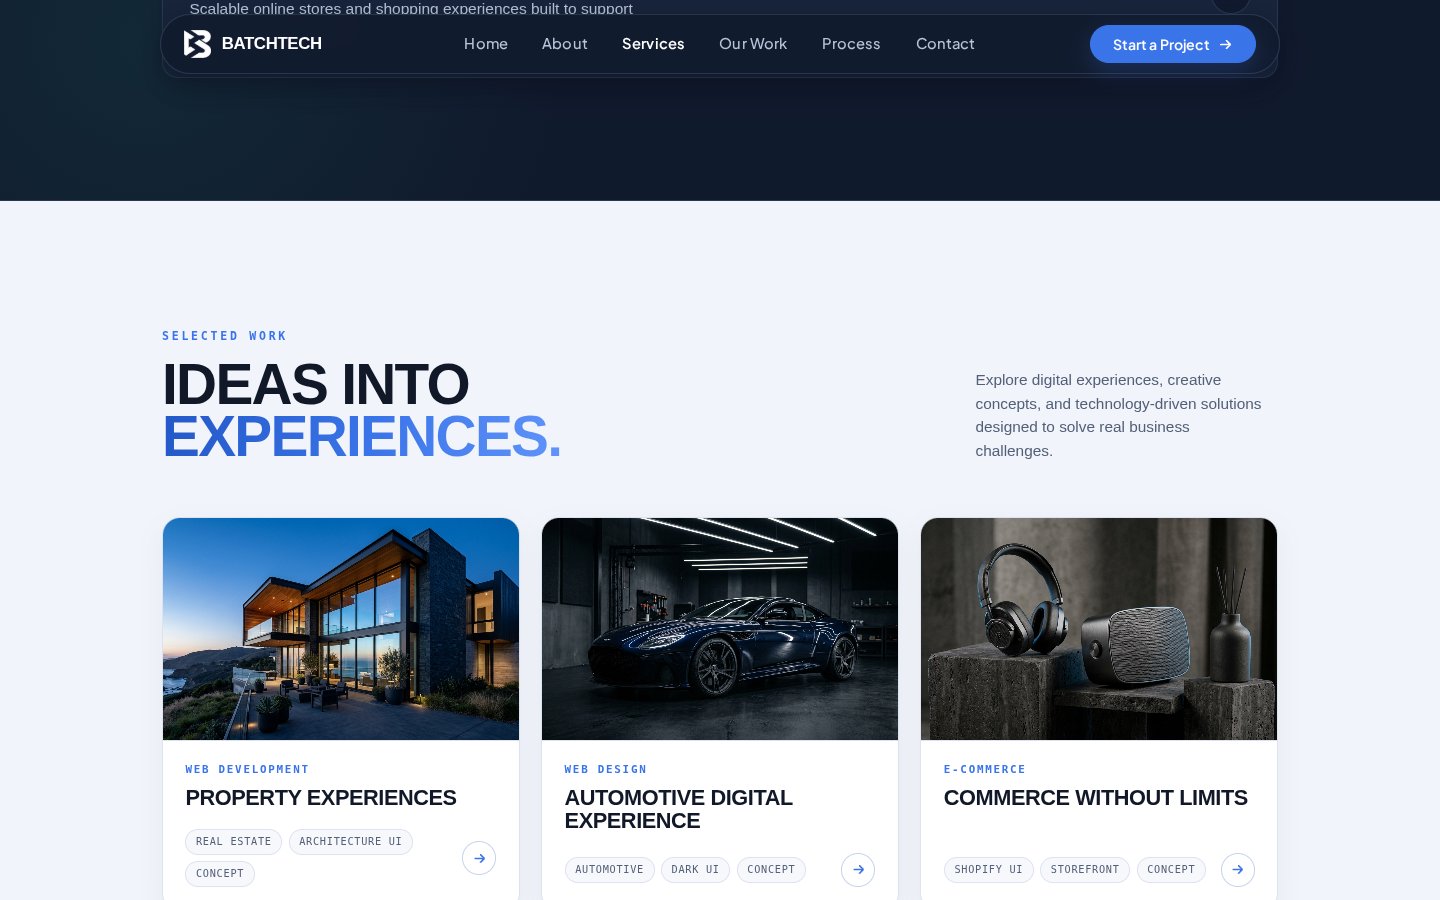 Scalable online stores and shopping experiences built to support
BATCHTECH
Home
About
Services
Our Work
Process
Contact
Start a Project
SELECTED WORK
IDEAS INTO
EXPERIENCES.
Explore digital experiences, creative
concepts, and technology-driven solutions
designed to solve real business
challenges.
WEB DEVELOPMENT
PROPERTY EXPERIENCES
REAL ESTATE
ARCHITECTURE UI
CONCEPT
WEB DESIGN
AUTOMOTIVE DIGITAL
EXPERIENCE
AUTOMOTIVE
DARK UI
CONCEPT
E-COMMERCE
COMMERCE WITHOUT LIMITS
SHOPIFY UI
STOREFRONT
CONCEPT